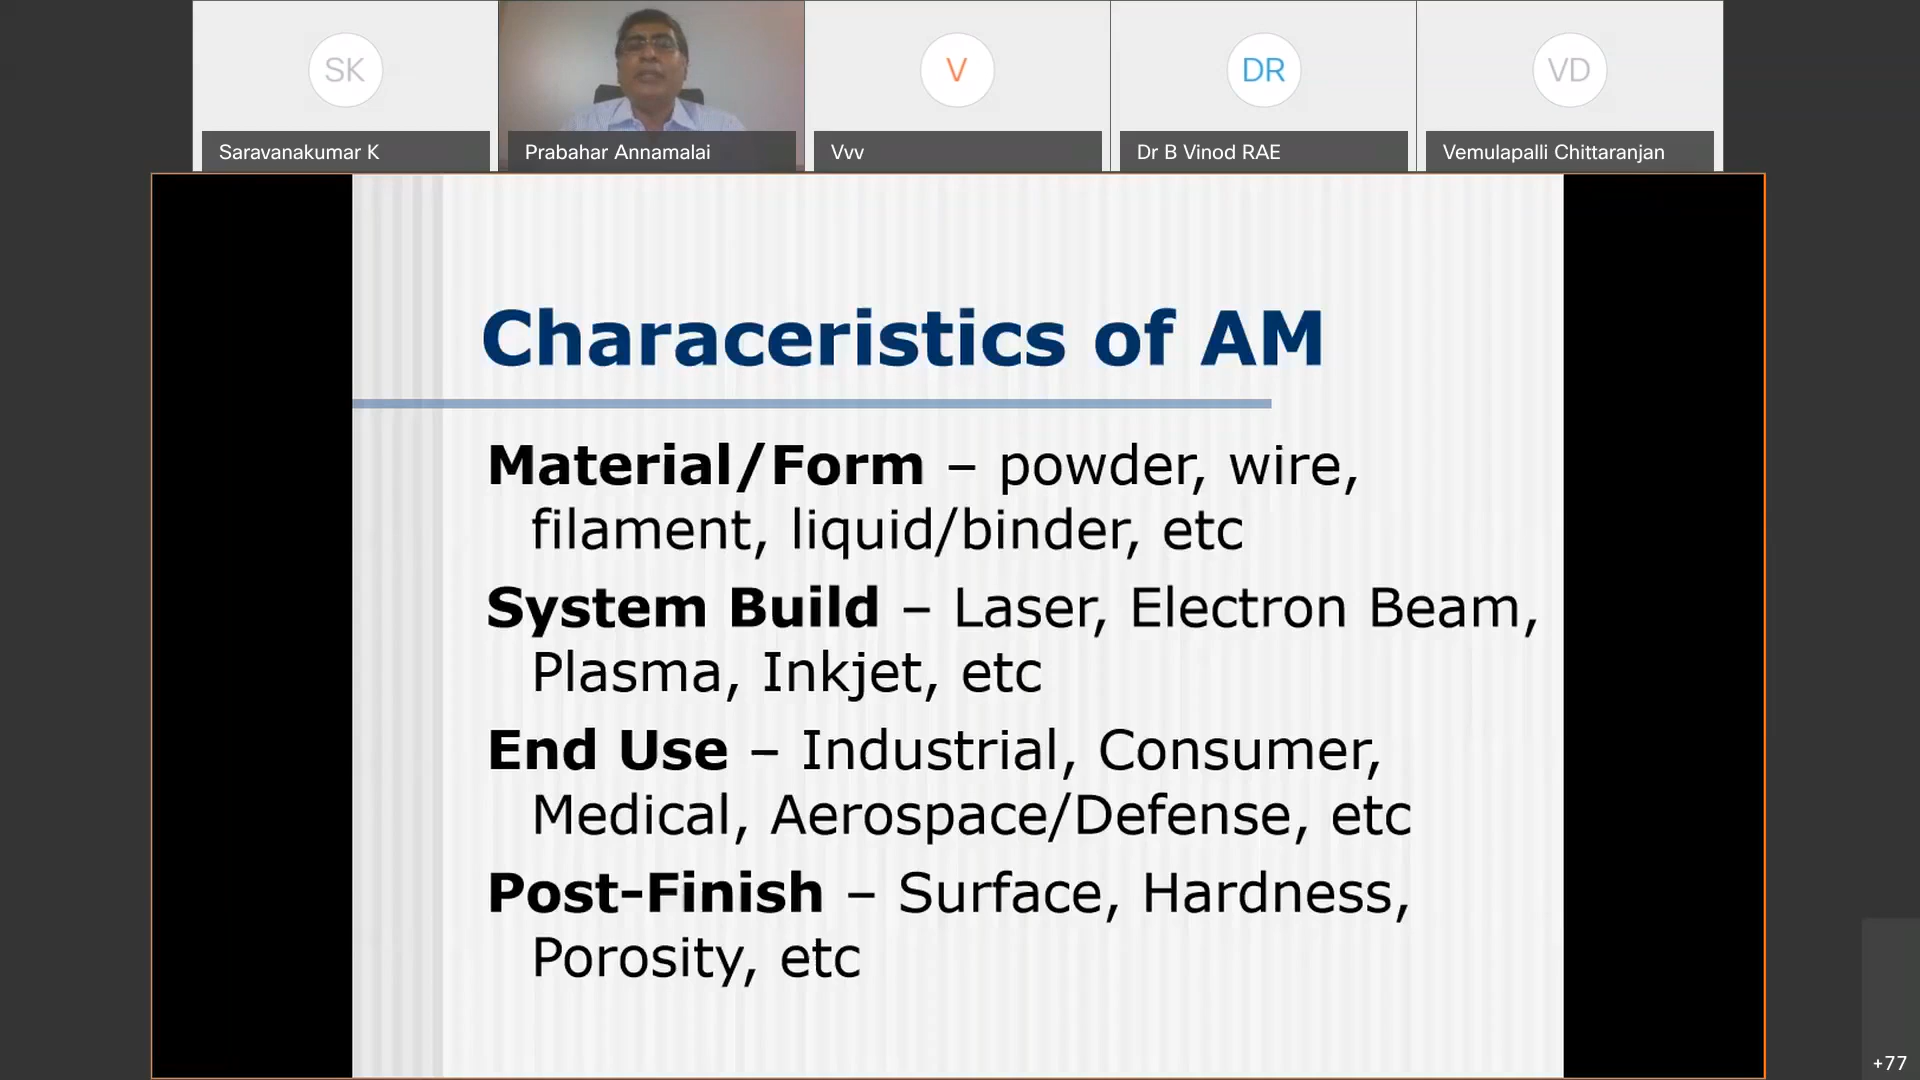 SK
V
DR
VD
Saravanakumar K
Prabahar Annamalai
Vvv
Dr B Vinod RAE
Vemulapalli Chittaranjan
Characeristics of AM
Material/Form – powder, wire,
filament, liquid/binder, etc
System Build – Laser, Electron Beam,
Plasma, Inkjet, etc
End Use – Industrial, Consumer,
Medical, Aerospace/Defense, etc
Post-Finish – Surface, Hardness,
Porosity, etc
+77